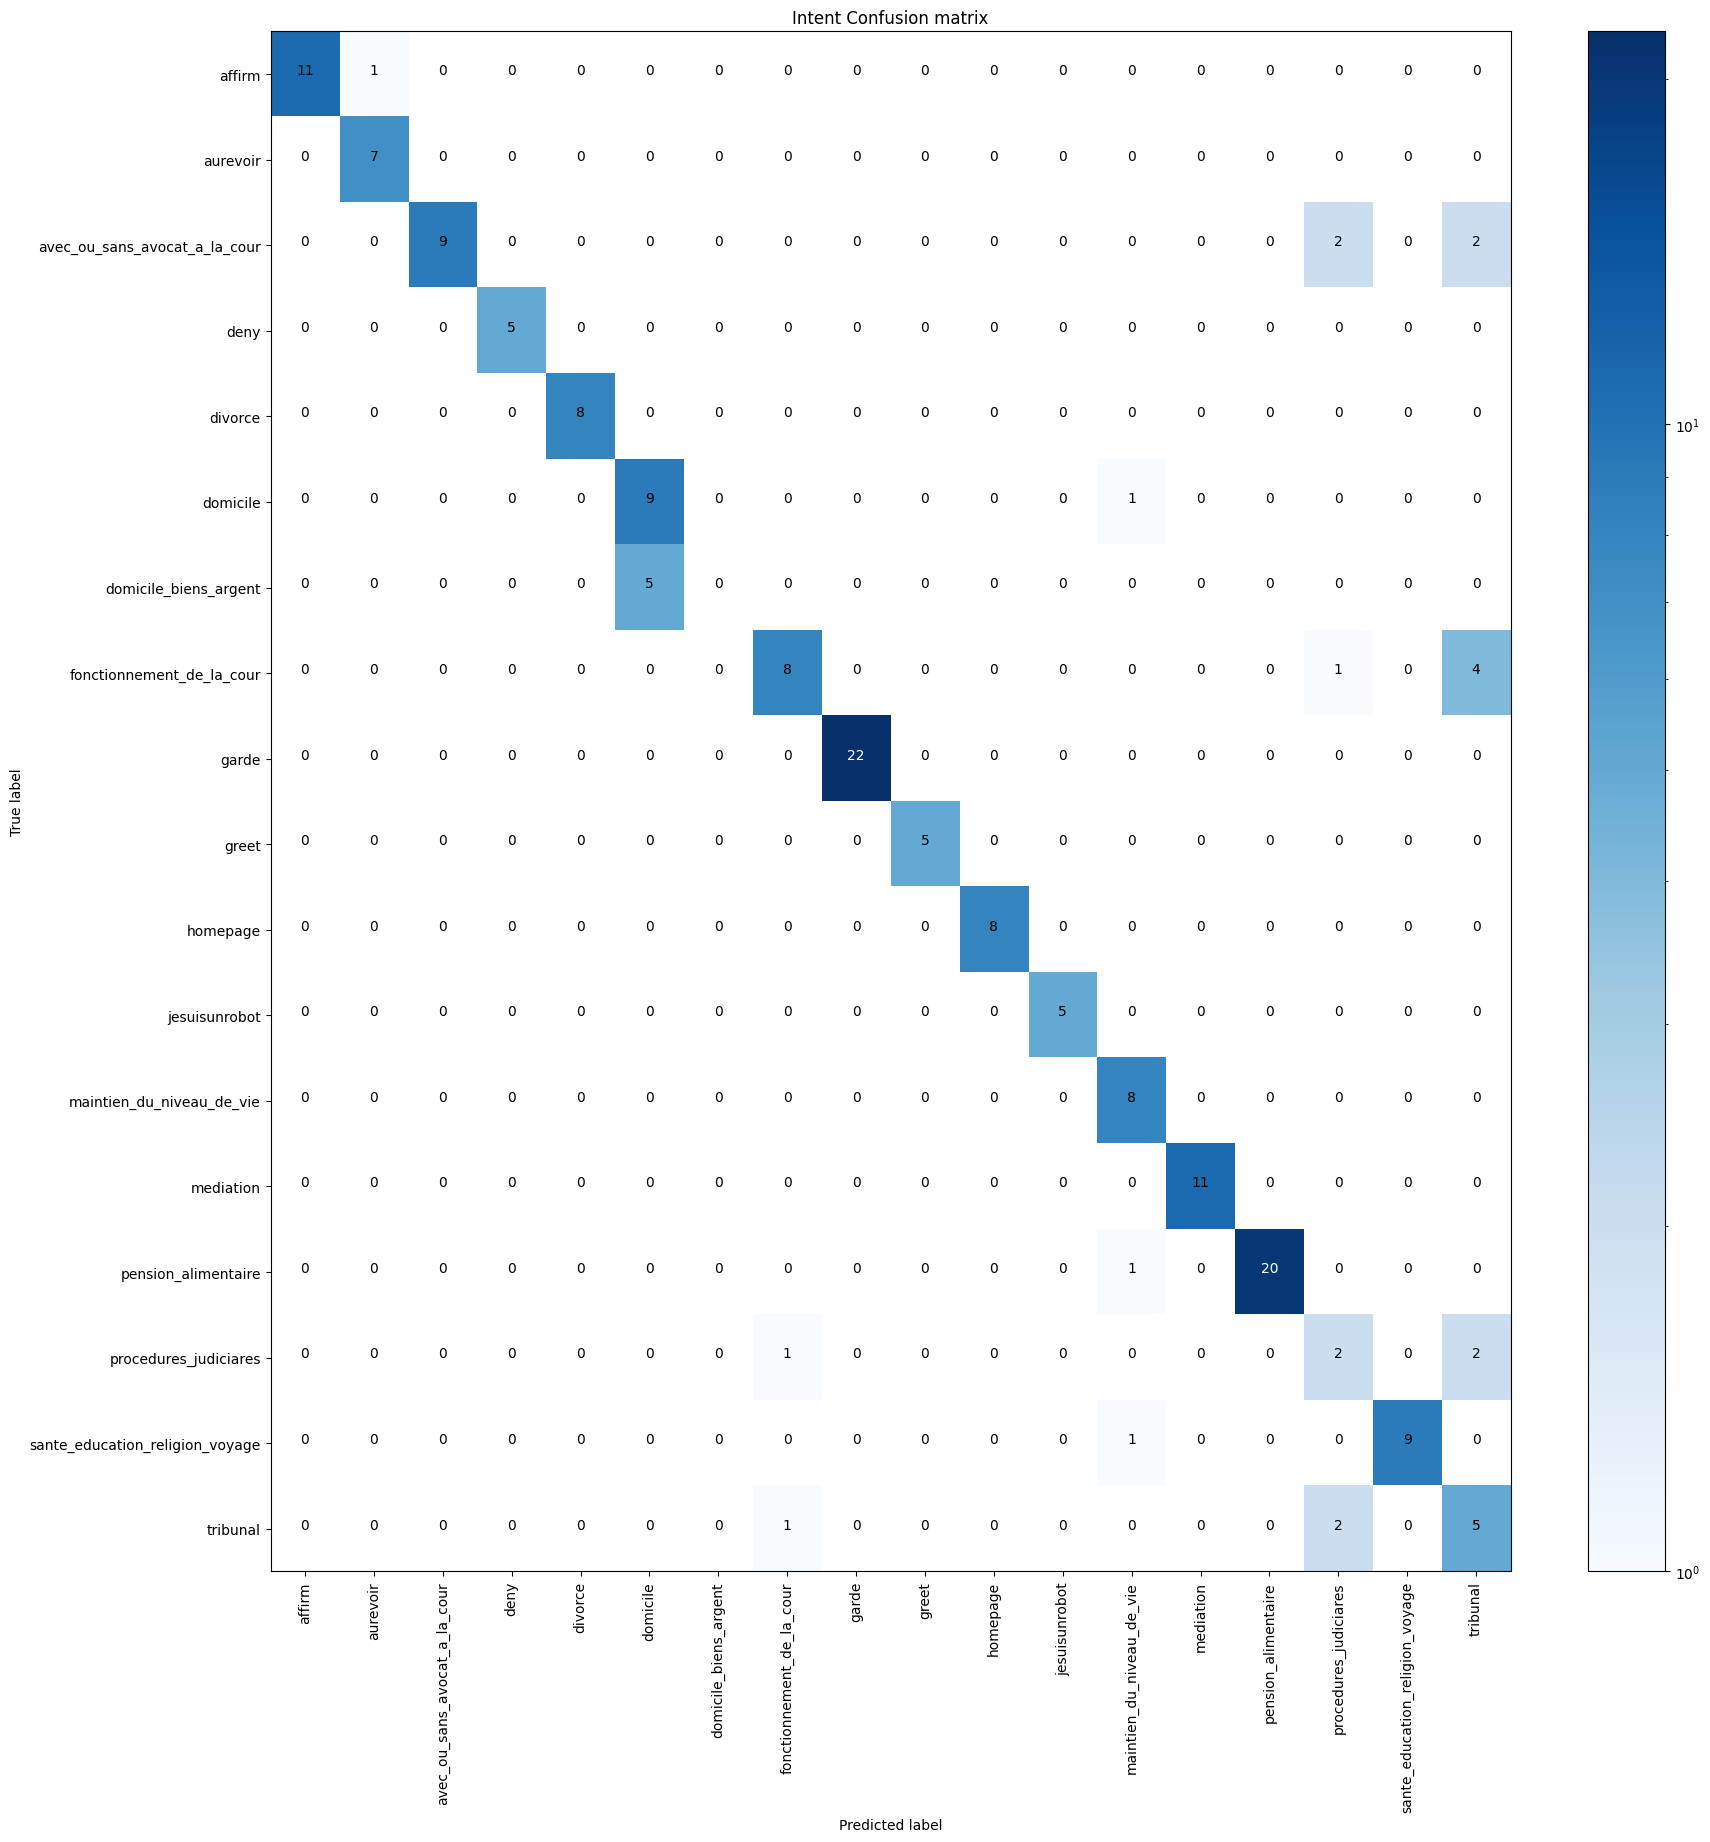 Intent Confusion matrix
affirm 11 1 0 0 0 0 0 0 0 0 0 0 0 0 0 0 0 0
aurevoir 0 7 0 0 0 0 0 0 0 0 0 0 0 0 0 0 0 0
avec_ou_sans_avocat_a_la_cour 0 0 9 0 0 0 0 0 0 0 0 0 0 0 0 2 0 2
deny 0 0 0 5 0 0 0 0 0 0 0 0 0 0 0 0 0 0
divorce 0 0 0 0 8 0 0 0 0 0 0 0 0 0 0 0 0 0
domicile 0 0 0 0 0 9 0 0 0 0 0 0 1 0 0 0 0 0
domicile_biens_argent 0 0 0 0 0 5 0 0 0 0 0 0 0 0 0 0 0 0
fonctionnement_de_la_cour 0 0 0 0 0 0 0 8 0 0 0 0 0 0 0 1 0 4
garde 0 0 0 0 0 0 0 0 22 0 0 0 0 0 0 0 0 0
greet 0 0 0 0 0 0 0 0 0 5 0 0 0 0 0 0 0 0
homepage 0 0 0 0 0 0 0 0 0 0 8 0 0 0 0 0 0 0
jesuisunrobot 0 0 0 0 0 0 0 0 0 0 0 5 0 0 0 0 0 0
maintien_du_niveau_de_vie 0 0 0 0 0 0 0 0 0 0 0 0 8 0 0 0 0 0
mediation 0 0 0 0 0 0 0 0 0 0 0 0 0 11 0 0 0 0
pension_alimentaire 0 0 0 0 0 0 0 0 0 0 0 0 1 0 20 0 0 0
procedures_judiciares 0 0 0 0 0 0 0 1 0 0 0 0 0 0 0 2 0 2
sante_education_religion_voyage 0 0 0 0 0 0 0 0 0 0 0 0 1 0 0 0 9 0
tribunal 0 0 0 0 0 0 0 1 0 0 0 0 0 0 0 2 0 5
True label
affirm
aurevoir
avec_ou_sans_avocat_a_la_cour
deny
divorce
domicile
domicile_biens_argent
fonctionnement_de_la_cour
garde
greet
homepage
jesuisunrobot
maintien_du_niveau_de_vie
mediation
pension_alimentaire
procedures_judiciares
sante_education_religion_voyage
tribunal
Predicted label
10¹
10⁰